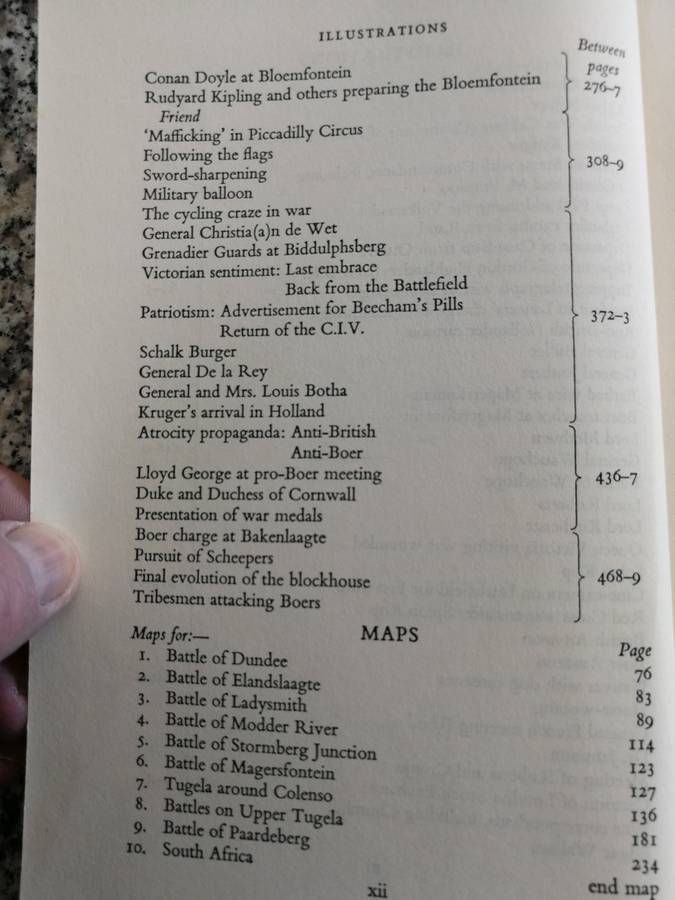 ILLUSTRATIONS
Between
pages
Conan Doyle at Bloemfontein
Rudyard Kipling and others preparing the Bloemfontein 276–7
Friend
‘Mafficking’ in Piccadilly Circus
Following the flags 308–9
Sword-sharpening
Military balloon
The cycling craze in war
General Christia(a)n de Wet
Grenadier Guards at Biddulphsberg
Victorian sentiment: Last embrace
Back from the Battlefield
Patriotism: Advertisement for Beecham's Pills 372–3
Return of the C.I.V.
Schalk Burger
General De la Rey
General and Mrs. Louis Botha
Kruger's arrival in Holland
Atrocity propaganda: Anti-British
Anti-Boer
Lloyd George at pro-Boer meeting 436–7
Duke and Duchess of Cornwall
Presentation of war medals
Boer charge at Bakenlaagte
Pursuit of Scheepers
Final evolution of the blockhouse 468–9
Tribesmen attacking Boers
MAPS
Maps for:— Page
1. Battle of Dundee 76
2. Battle of Elandslaagte 83
3. Battle of Ladysmith 89
4. Battle of Modder River 114
5. Battle of Stormberg Junction 123
6. Battle of Magersfontein 127
7. Tugela around Colenso 136
8. Battles on Upper Tugela 181
9. Battle of Paardeberg 234
10. South Africa end map
xii